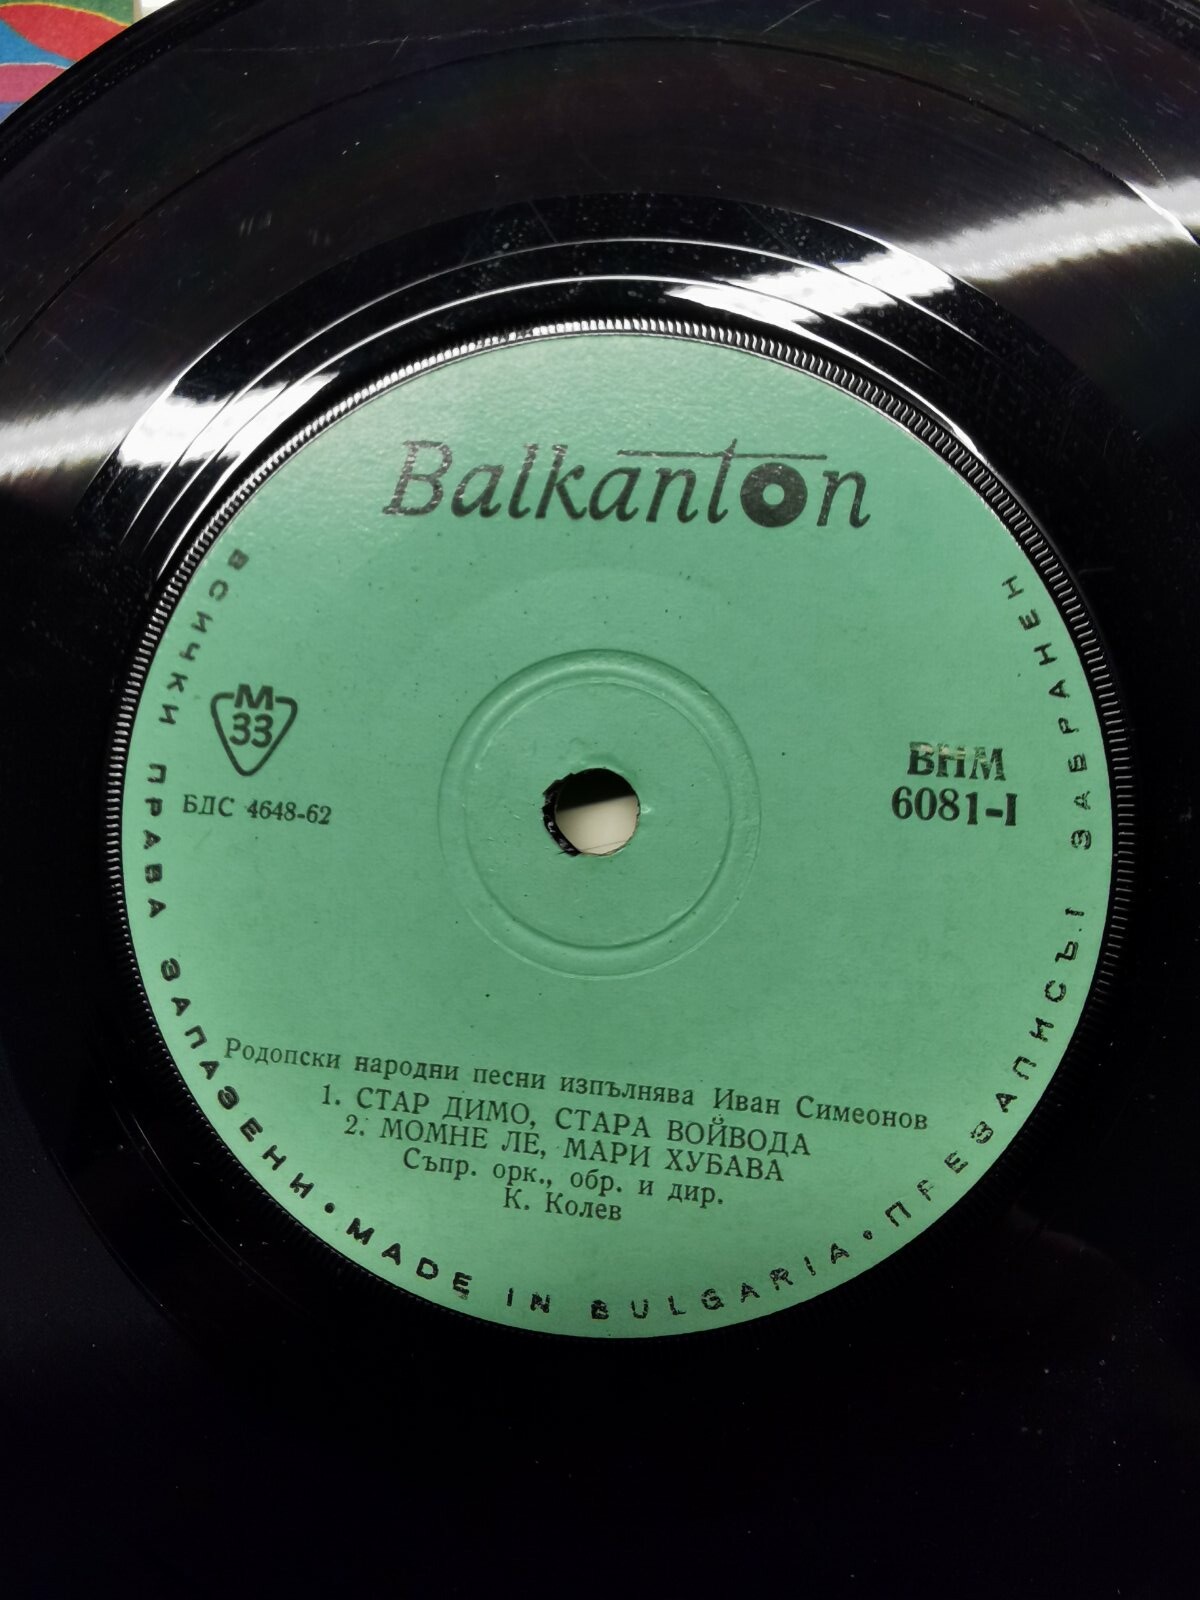 Balkanton
ВСИЧКИ ПРАВА ЗАПАЗЕНИ • MADE IN BULGARIA • ПРЕЗАПИСЪТ ЗАБРАНЕН
М
33
БДС 4648-62
ВНМ
6081-I
Родопски народни песни изпълнява Иван Симеонов
1. СТАР ДИМО, СТАРА ВОЙВОДА
2. МОМНЕ ЛЕ, МАРИ ХУБАВА
Съпр. орк., обр. и дир.
К. Колев